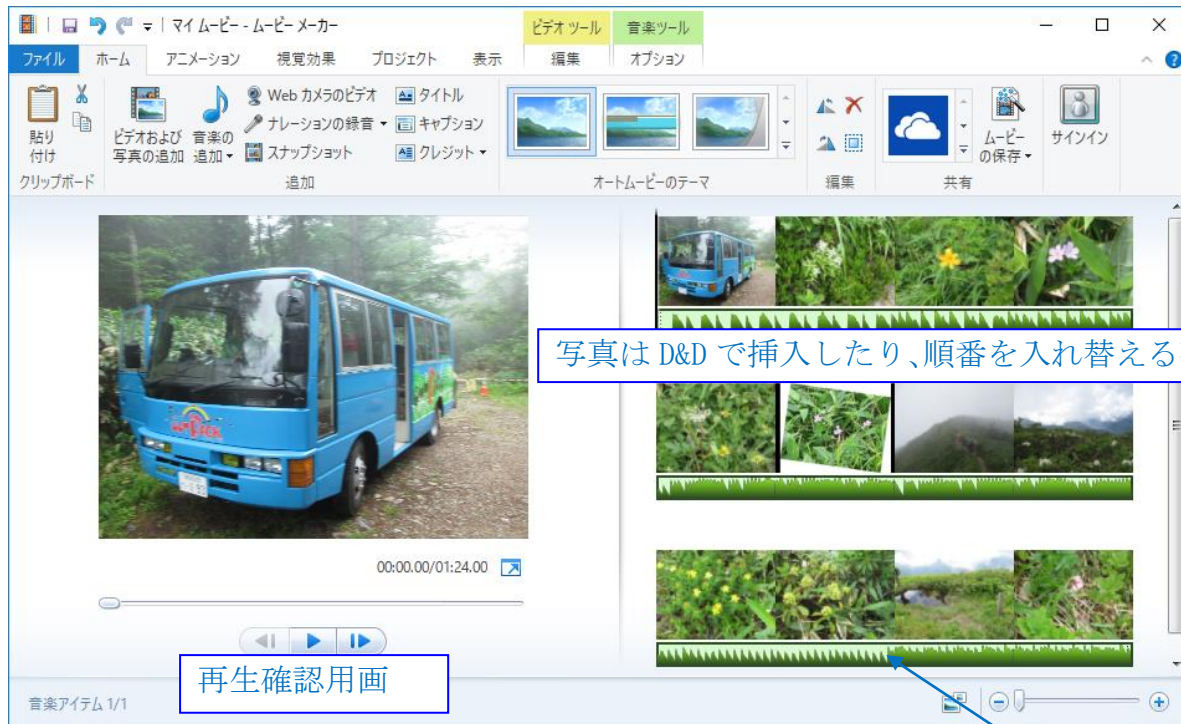 マイ ムービー - ムービー メーカー
ビデオ ツール
音楽ツール
ファイル
ホーム
アニメーション
視覚効果
プロジェクト
表示
編集
オプション
貼り
付け
ビデオおよび
写真の追加
音楽の
追加
Web カメラのビデオ
ナレーションの録音
スナップショット
タイトル
キャプション
クレジット
ムービー
の保存
サインイン
クリップボード
追加
オートムービーのテーマ
編集
共有
写真は D&D で挿入したり、順番を入れ替える
00:00.00/01:24.00
再生確認用画
音楽アイテム 1/1